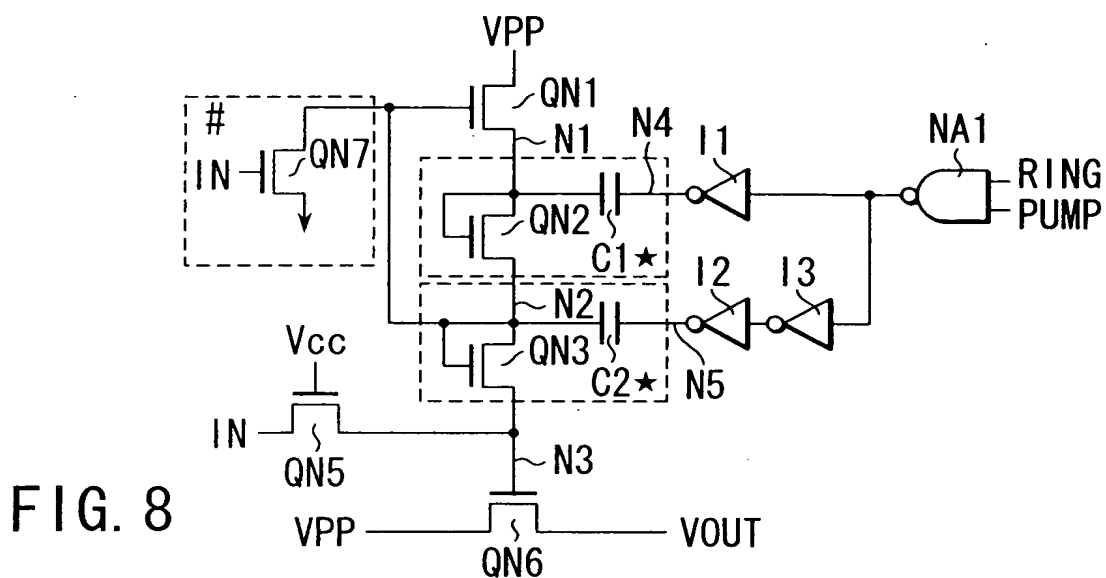 VPP
#
IN
QN7
QN1
N1
N4
I1
NA1
RING
PUMP
QN2
C1★
N2
I2
I3
QN3
C2★
N5
Vcc
IN
QN5
N3
VPP
QN6
VOUT
FIG. 8